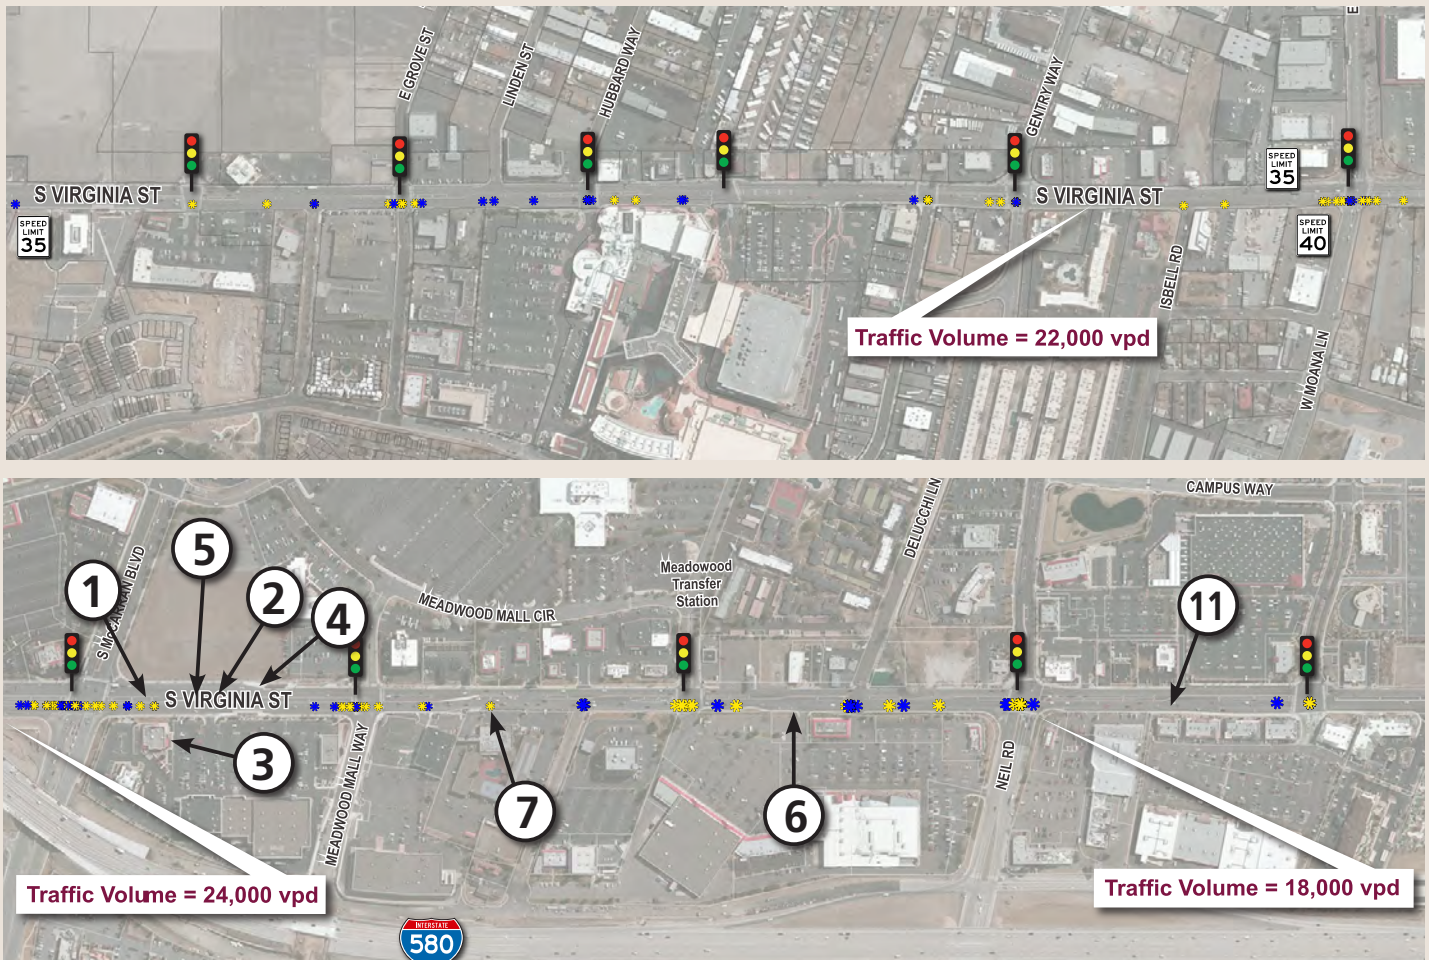 E GROVE ST
LINDEN ST
HUBBARD WAY
GENTRY WAY
E
S VIRGINIA ST
SPEED
LIMIT
35
S VIRGINIA ST
SPEED
LIMIT
35
SPEED
LIMIT
40
ISBELL RD
W MOANA LN
Traffic Volume = 22,000 vpd
CAMPUS WAY
DELUCCHI LN
S McCARRAN BLVD
5
1
2
4
MEADWOOD MALL CIR
Meadowood
Transfer
Station
11
S VIRGINIA ST
3
MEADWOOD MALL WAY
7
6
NEIL RD
Traffic Volume = 24,000 vpd
Traffic Volume = 18,000 vpd
INTERSTATE
580